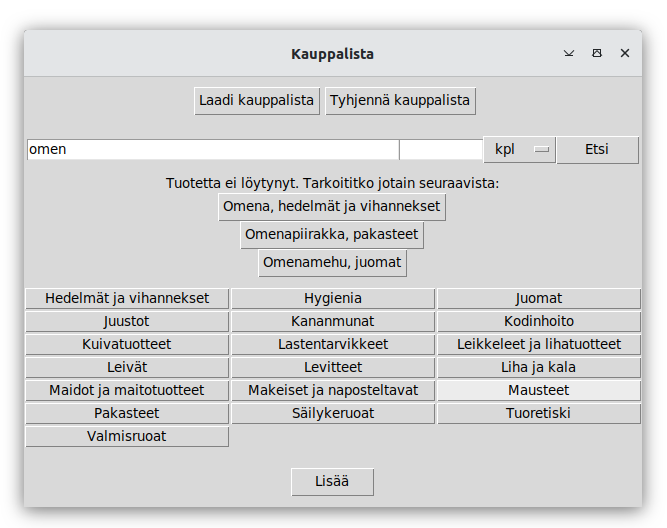 Kauppalista
Laadi kauppalista Tyhjennä kauppalista
omen kpl Etsi
Tuotetta ei löytynyt. Tarkoititko jotain seuraavista:
Omena, hedelmät ja vihannekset
Omenapiirakka, pakasteet
Omenamehu, juomat
Hedelmät ja vihannekset Hygienia Juomat
Juustot Kananmunat Kodinhoito
Kuivatuotteet Lastentarvikkeet Leikkeleet ja lihatuotteet
Leivät Levitteet Liha ja kala
Maidot ja maitotuotteet Makeiset ja naposteltavat Mausteet
Pakasteet Säilykeruoat Tuoretiski
Valmisruoat
Lisää